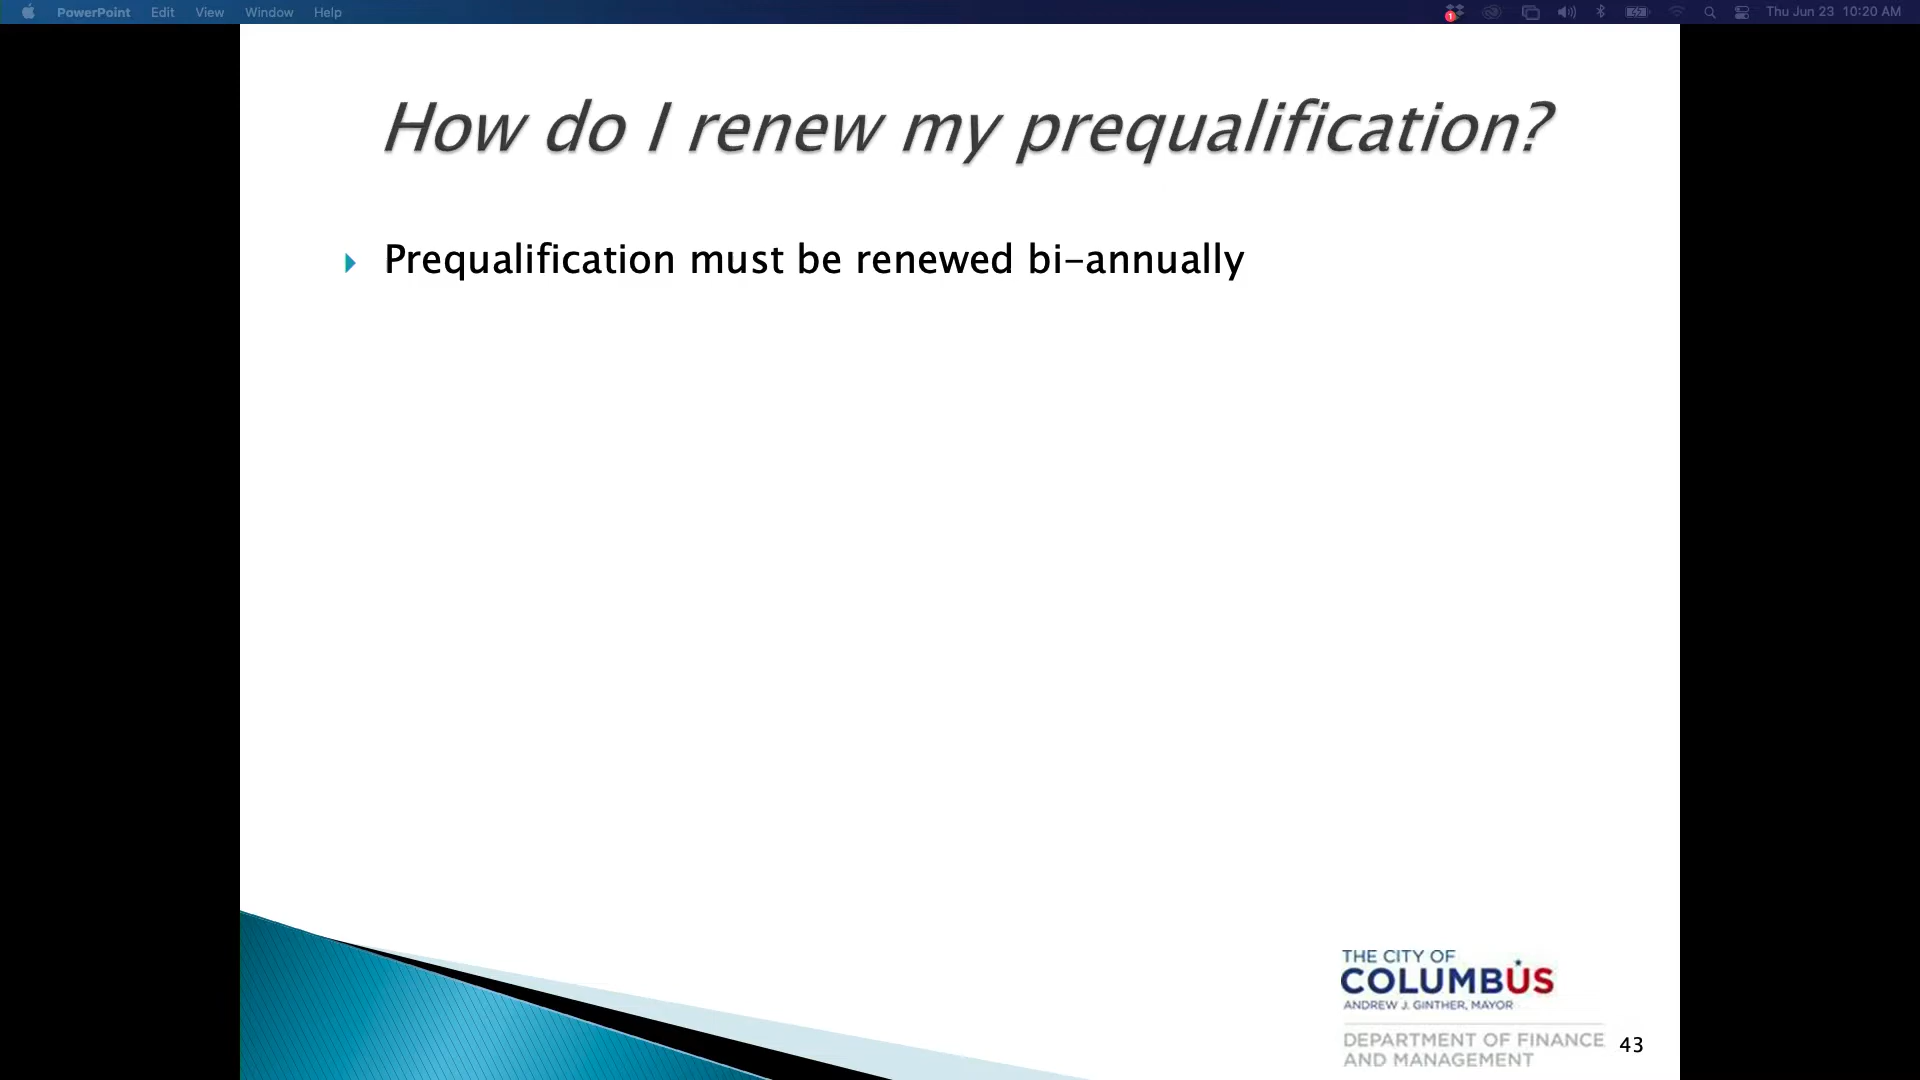 PowerPoint Edit View Window Help
1
Thu Jun 23 10:20 AM
How do I renew my prequalification?
Prequalification must be renewed bi-annually
THE CITY OF
COLUMBUS
ANDREW J. GINTHER, MAYOR
DEPARTMENT OF FINANCE
AND MANAGEMENT
43